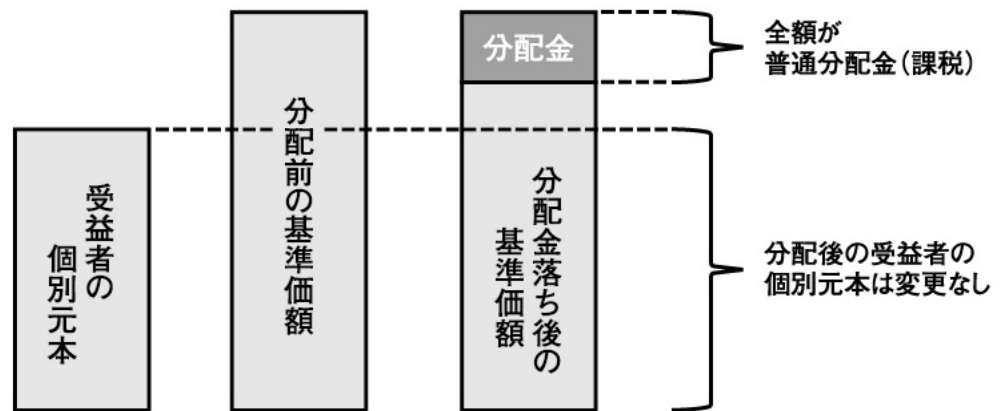 受益者の
個別元本
分配前の基準価額
分配金
分配金落ち後の
基準価額
全額が
普通分配金（課税）
分配後の受益者の
個別元本は変更なし